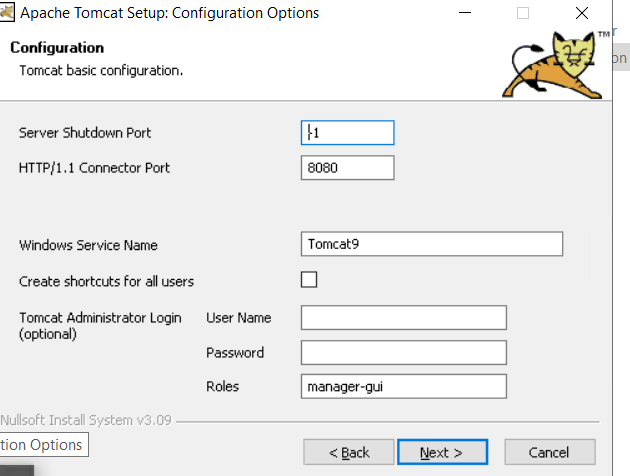 Apache Tomcat Setup: Configuration Options
Configuration
Tomcat basic configuration.
TM
r
on
Server Shutdown Port
-1
HTTP/1.1 Connector Port
8080
Windows Service Name
Tomcat9
Create shortcuts for all users
Tomcat Administrator Login
(optional)
User Name
Password
Roles
manager-gui
Nullsoft Install System v3.09
tion Options
< Back
Next >
Cancel